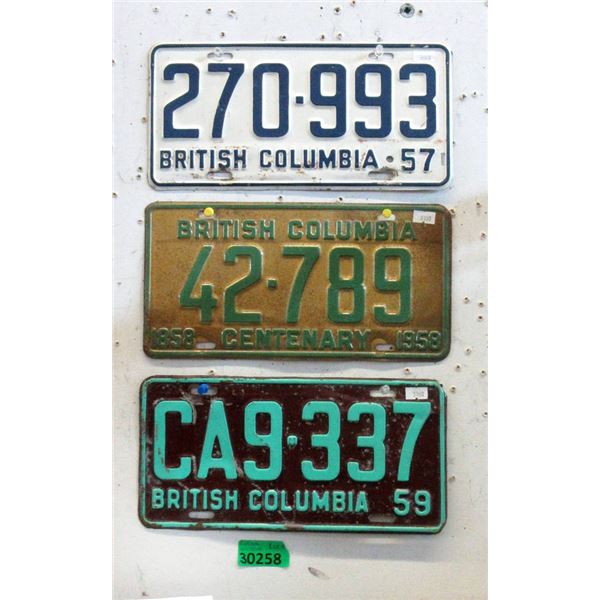 270·993
BRITISH COLUMBIA · 57
BRITISH COLUMBIA
42·789
1858 CENTENARY 1958
CA9·337
BRITISH COLUMBIA 59
30258